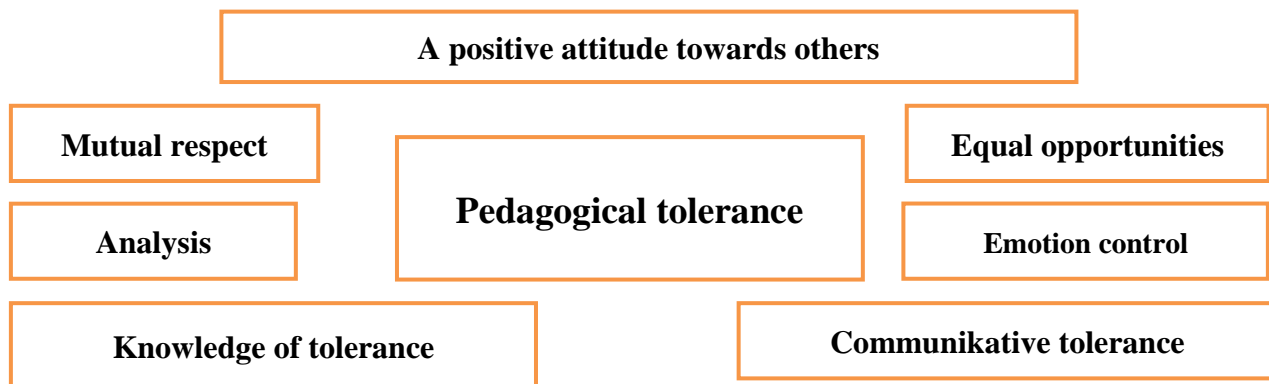 A positive attitude towards others
Mutual respect
Equal opportunities
Pedagogical tolerance
Analysis
Emotion control
Knowledge of tolerance
Communikative tolerance